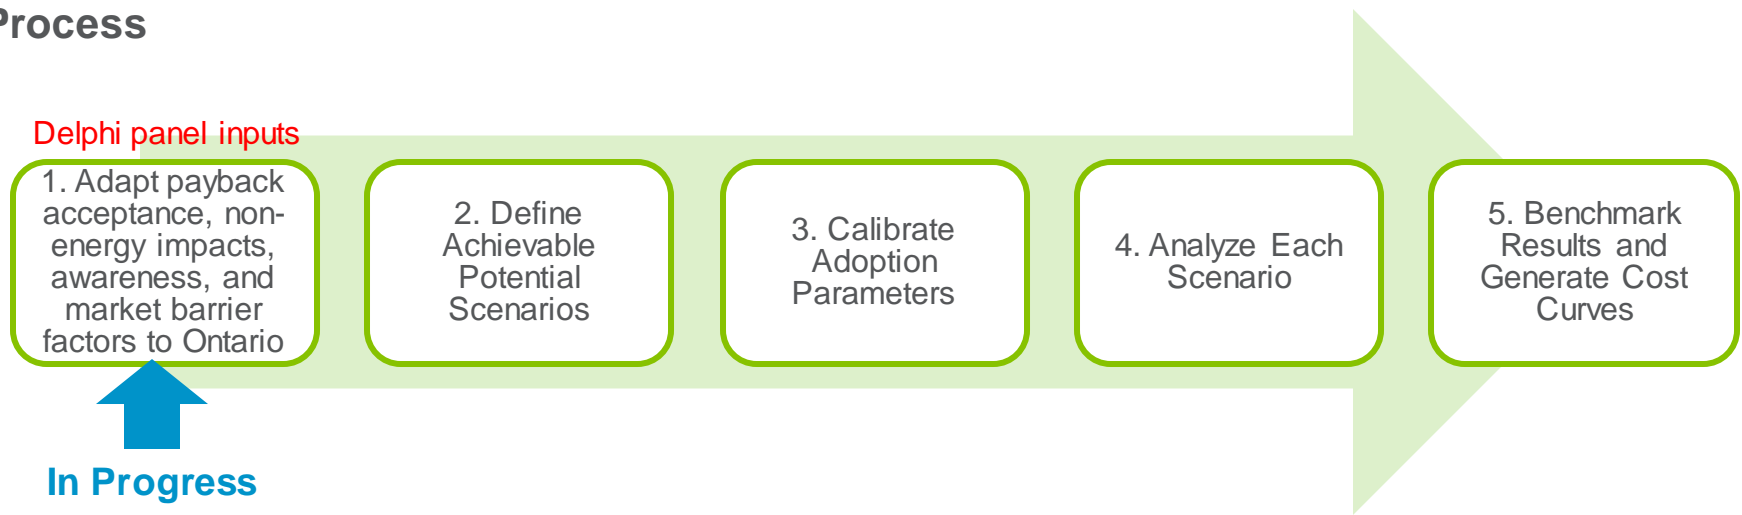 Process
Delphi panel inputs
1. Adapt payback
acceptance, non-
energy impacts,
awareness, and
market barrier
factors to Ontario
2. Define
Achievable
Potential
Scenarios
3. Calibrate
Adoption
Parameters
4. Analyze Each
Scenario
5. Benchmark
Results and
Generate Cost
Curves
In Progress